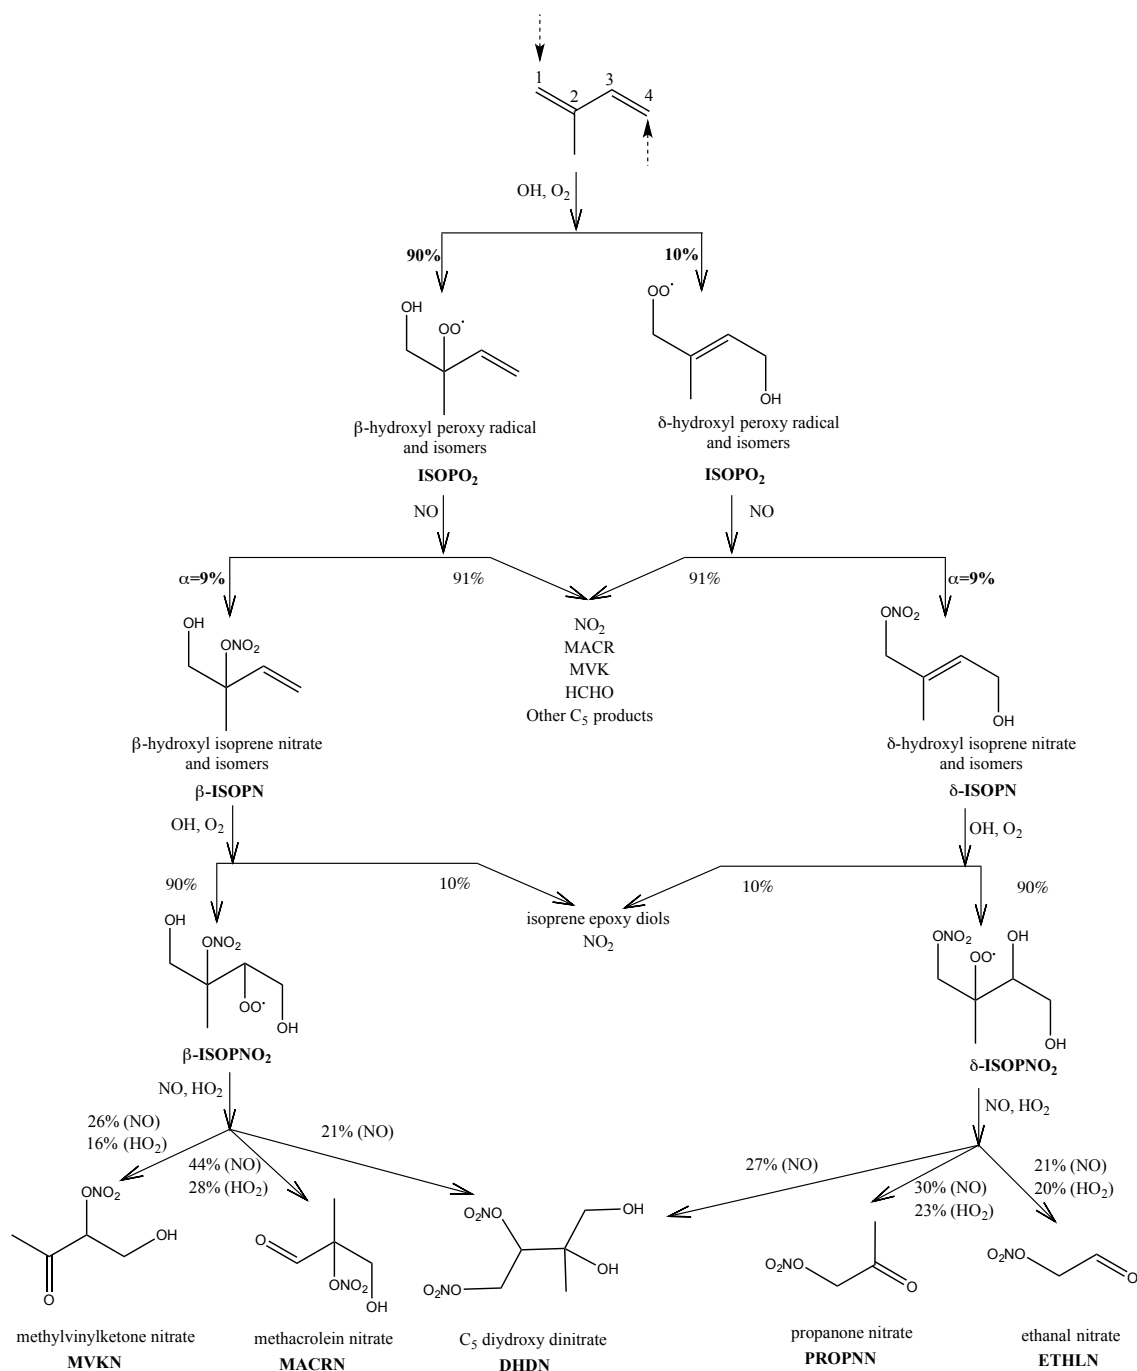 1
2
3
4
OH, O2
90%
10%
OH
OO·
OO·
OH
β-hydroxyl peroxy radical
and isomers
ISOPO2
δ-hydroxyl peroxy radical
and isomers
ISOPO2
NO
NO
α=9%
91%
91%
α=9%
NO2
MACR
MVK
HCHO
Other C5 products
OH
ONO2
β-hydroxyl isoprene nitrate
and isomers
β-ISOPN
ONO2
OH
δ-hydroxyl isoprene nitrate
and isomers
δ-ISOPN
OH, O2
OH, O2
90%
10%
10%
90%
isoprene epoxy diols
NO2
OH
ONO2
OO·
OH
β-ISOPNO2
ONO2
OH
OO·
OH
δ-ISOPNO2
NO, HO2
NO, HO2
26% (NO)
16% (HO2)
44% (NO)
28% (HO2)
21% (NO)
27% (NO)
30% (NO)
23% (HO2)
21% (NO)
20% (HO2)
ONO2
OH
O
methylvinylketone nitrate
MVKN
O
ONO2
OH
methacrolein nitrate
MACRN
O2NO
OH
O2NO
OH
C5 diydroxy dinitrate
DHDN
O2NO
O
propanone nitrate
PROPNN
O2NO
O
ethanal nitrate
ETHLN